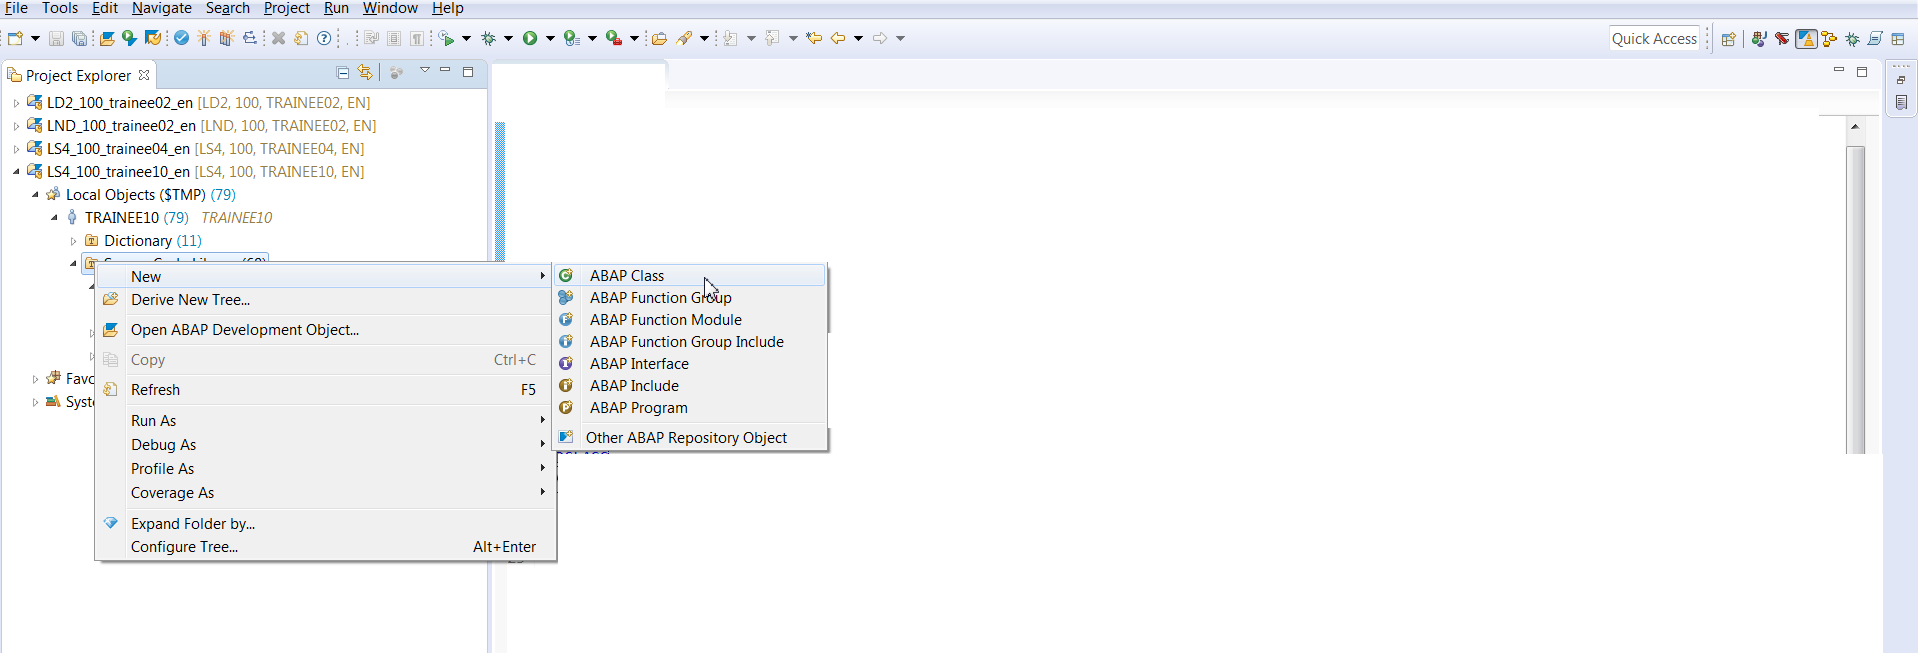 File Tools Edit Navigate Search Project Run Window Help
Quick Access
Project Explorer
LD2_100_trainee02_en [LD2, 100, TRAINEE02, EN]
LND_100_trainee02_en [LND, 100, TRAINEE02, EN]
LS4_100_trainee04_en [LS4, 100, TRAINEE04, EN]
LS4_100_trainee10_en [LS4, 100, TRAINEE10, EN]
Local Objects ($TMP) (79)
TRAINEE10 (79) TRAINEE10
Dictionary (11)
Favo
Syste
New
Derive New Tree...
Open ABAP Development Object...
Copy Ctrl+C
Refresh F5
Run As
Debug As
Profile As
Coverage As
Expand Folder by...
Configure Tree... Alt+Enter
ABAP Class
ABAP Function Group
ABAP Function Module
ABAP Function Group Include
ABAP Interface
ABAP Include
ABAP Program
Other ABAP Repository Object